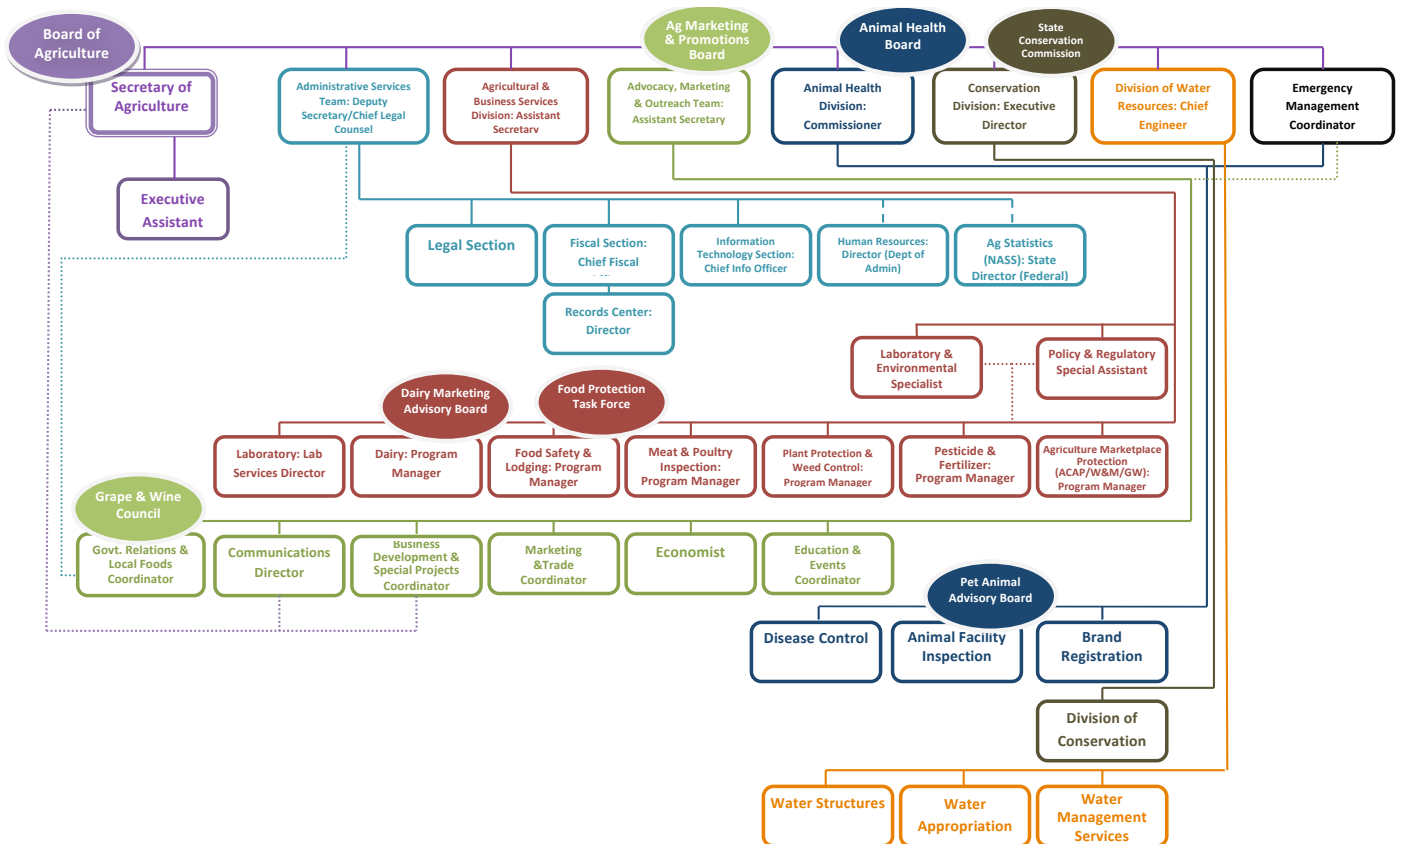 Board of
Agriculture
Ag Marketing
& Promotions
Board
Animal Health
Board
State
Conservation
Commission
Secretary of
Agriculture
Administrative Services
Team: Deputy
Secretary/Chief Legal
Counsel
Agricultural &
Business Services
Division: Assistant
Secretary
Advocacy, Marketing
& Outreach Team:
Assistant Secretary
Animal Health
Division:
Commissioner
Conservation
Division: Executive
Director
Division of Water
Resources: Chief
Engineer
Emergency
Management
Coordinator
Executive
Assistant
Legal Section
Fiscal Section:
Chief Fiscal
Information
Technology Section:
Chief Info Officer
Human Resources:
Director (Dept of
Admin)
Ag Statistics
(NASS): State
Director (Federal)
Records Center:
Director
Laboratory &
Environmental
Specialist
Policy & Regulatory
Special Assistant
Dairy Marketing
Advisory Board
Food Protection
Task Force
Laboratory: Lab
Services Director
Dairy: Program
Manager
Food Safety &
Lodging: Program
Manager
Meat & Poultry
Inspection:
Program Manager
Plant Protection &
Weed Control:
Program Manager
Pesticide &
Fertilizer:
Program Manager
Agriculture Marketplace
Protection
(ACAP/W&M/GW):
Program Manager
Grape & Wine
Council
Govt. Relations &
Local Foods
Coordinator
Communications
Director
Business
Development &
Special Projects
Coordinator
Marketing
&Trade
Coordinator
Economist
Education &
Events
Coordinator
Pet Animal
Advisory Board
Disease Control
Animal Facility
Inspection
Brand
Registration
Division of
Conservation
Water Structures
Water
Appropriation
Water
Management
Services